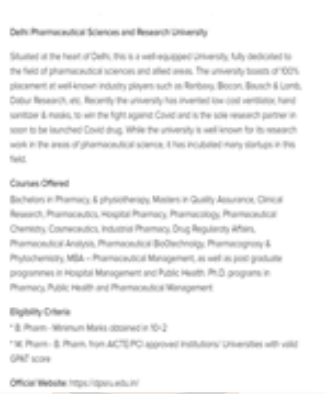 Delhi Pharmaceutical Sciences and Research University
Situated at the heart of Delhi, this is a well-equipped University, fully dedicated to
the field of pharmaceutical sciences and allied areas. The university boasts of 100%
placement at well-known industry players such as Ranbaxy, Biocon, Bausch & Lomb,
Dabur Research, etc. Recently the university has invented low cost ventilator, hand
sanitizer & masks, to win the fight against Covid and is the sole research partner in
soon to be launched Covid drug. While the university is well known for its research
work in the areas of pharmaceutical science, it has incubated many startups in this
field.
Courses Offered
Bachelors in Pharmacy, & physiotherapy, Masters in Quality Assurance, Clinical
Research, Pharmaceutics, Hospital Pharmacy, Pharmacology, Pharmaceutical
Chemistry, Cosmeceutics, Industrial Pharmacy, Drug Regulatory Affairs,
Pharmaceutical Analysis, Pharmaceutical Biotechnology, Pharmacognosy &
Phytochemistry, MBA – Pharmaceutical Management, as well as post graduate
programmes in Hospital Management and Public Health. Ph.D. programs in
Pharmacy, Public Health and Pharmaceutical Management
Eligibility Criteria
* B. Pharm - Minimum Marks obtained in 10+2
* M. Pharm - B. Pharm. from AICTE/PCI approved Institutions/ Universities with valid
GPAT score
Official Website: https://dpsru.edu.in/